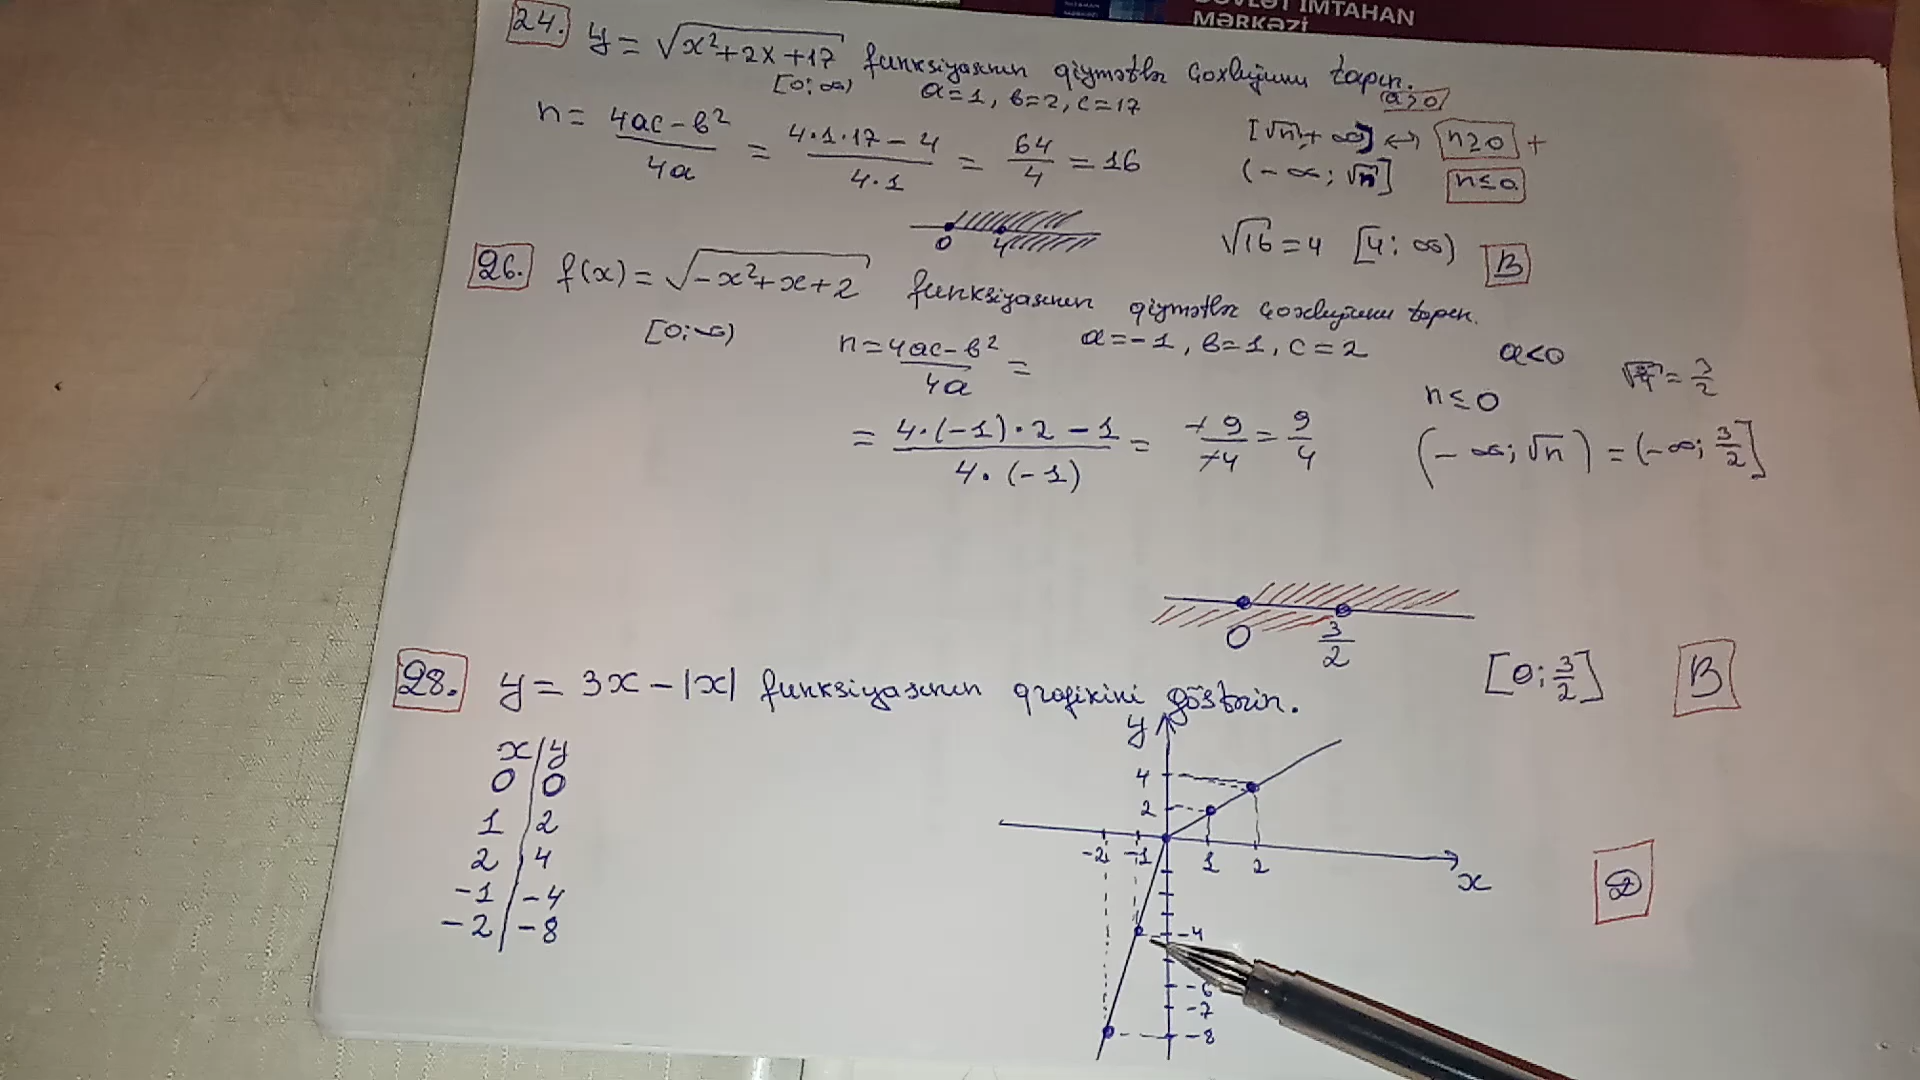 DÖVLƏT İMTAHAN
MƏRKƏZİ
24. y = √x²+2x+17 funksiyasının qiymətlər çoxluğunu tapın.
[0; ∞) a=1, b=2, c=17 a>0
n = 4ac-b²/4a = 4·1·17-4/4·1 = 64/4 = 16 [√n; +∞) ↔ n≥0 +
(-∞; √n] n≤0
0 4 √16 = 4 [4; ∞) B
26. f(x) = √-x²+x+2 funksiyasının qiymətlər çoxluğunu tapın.
[0; ∞) n = 4ac-b²/4a = a=-1, b=1, c=2 a<0 = 3/2
n≤0
= 4·(-1)·2-1/4·(-1) = -9/-4 = 9/4 (-∞; √n) = (-∞; 3/2]
0 3/2
[0; 3/2] B
28. y = 3x-|x| funksiyasının qrafikini göstərin.
x y
0 0
1 2
2 4
-1 -4
-2 -8
y
4
2
-2 -1 1 2 x
-4
-6
-7
-8
D